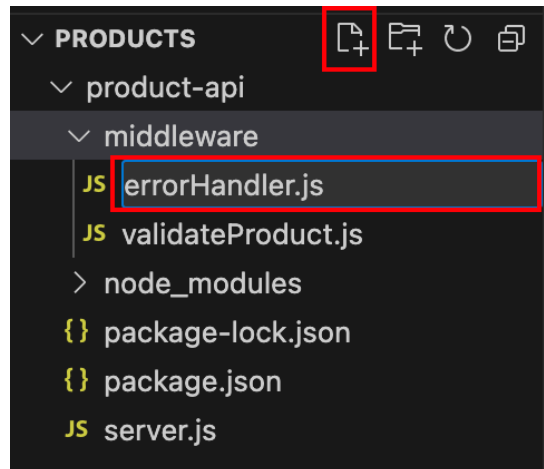 PRODUCTS
product-api
middleware
JS errorHandler.js
JS validateProduct.js
node_modules
{} package-lock.json
{} package.json
JS server.js